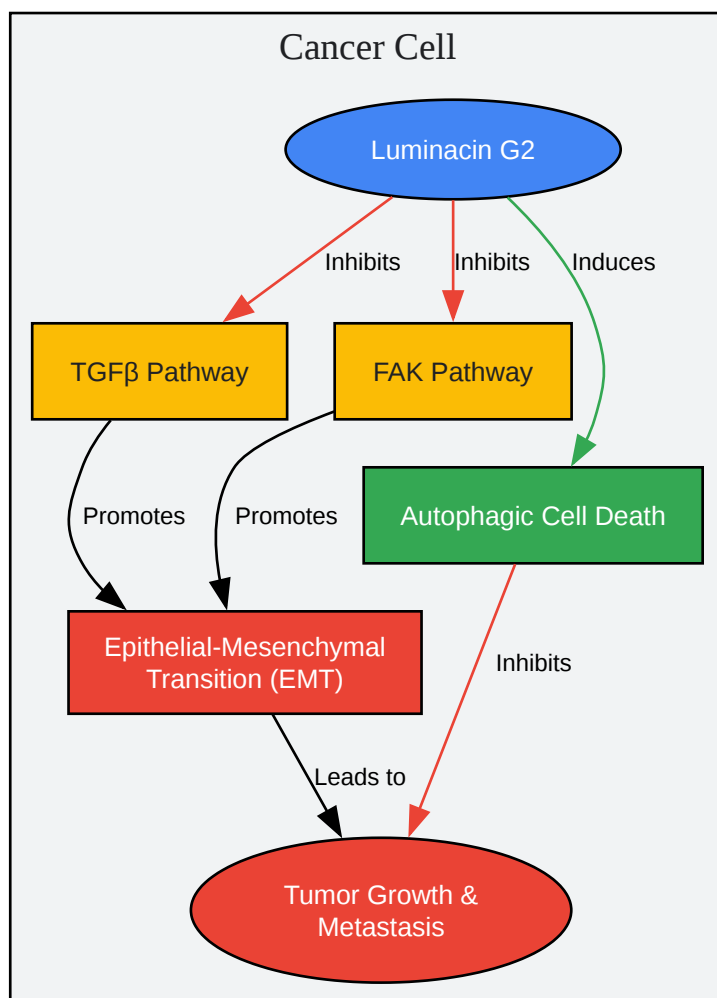 Cancer Cell
Luminacin G2
Inhibits
Inhibits
Induces
TGFβ Pathway
FAK Pathway
Autophagic Cell Death
Promotes
Promotes
Epithelial-Mesenchymal
Transition (EMT)
Inhibits
Leads to
Tumor Growth &
Metastasis